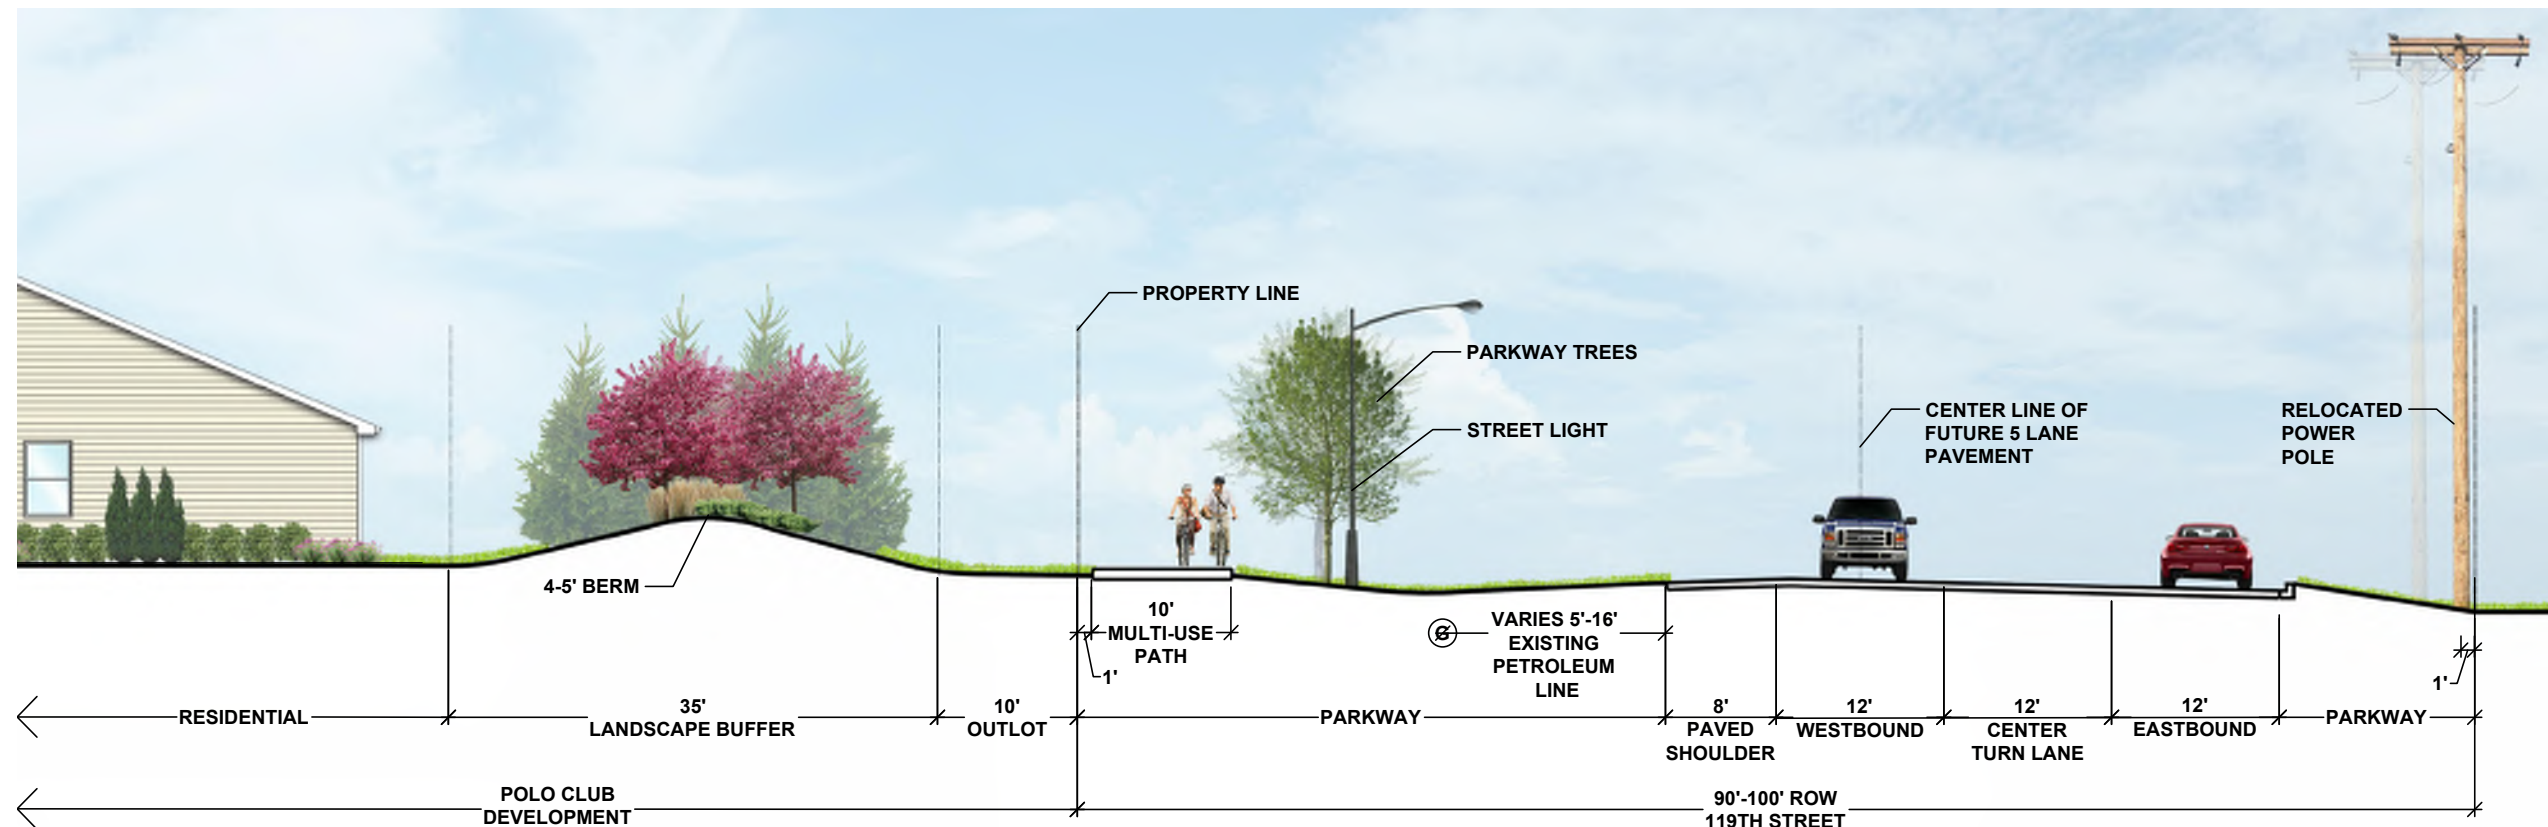 PROPERTY LINE
PARKWAY TREES
STREET LIGHT
CENTER LINE OF
FUTURE 5 LANE
PAVEMENT
RELOCATED
POWER
POLE
4-5' BERM
10'
MULTI-USE
PATH
1'
G
VARIES 5'-16'
EXISTING
PETROLEUM
LINE
1'
RESIDENTIAL
35'
LANDSCAPE BUFFER
10'
OUTLOT
PARKWAY
8'
PAVED
SHOULDER
12'
WESTBOUND
12'
CENTER
TURN LANE
12'
EASTBOUND
PARKWAY
POLO CLUB
DEVELOPMENT
90'-100' ROW
119TH STREET